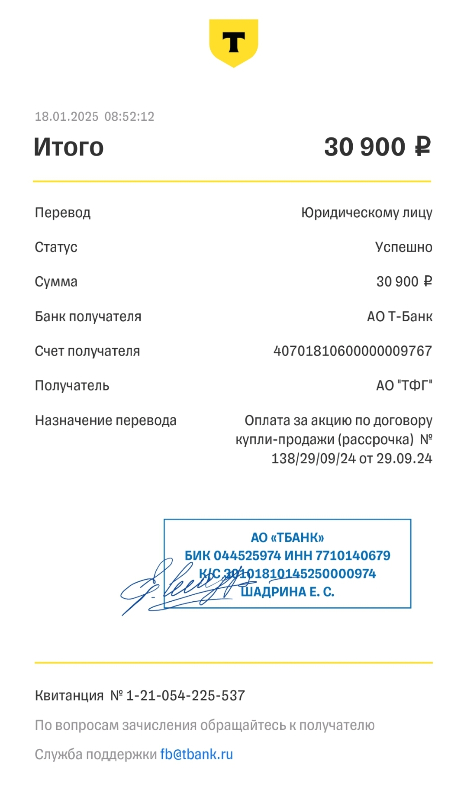 Т
18.01.2025 08:52:12
Итого 30 900 ₽
Перевод Юридическому лицу
Статус Успешно
Сумма 30 900 ₽
Банк получателя АО Т-Банк
Счет получателя 40701810600000009767
Получатель АО "ТФГ"
Назначение перевода Оплата за акцию по договору
купли-продажи (рассрочка) №
138/29/09/24 от 29.09.24
АО «ТБАНК»
БИК 044525974 ИНН 7710140679
К/С 30101810145250000974
ШАДРИНА Е. С.
Квитанция № 1-21-054-225-537
По вопросам зачисления обращайтесь к получателю
Служба поддержки fb@tbank.ru